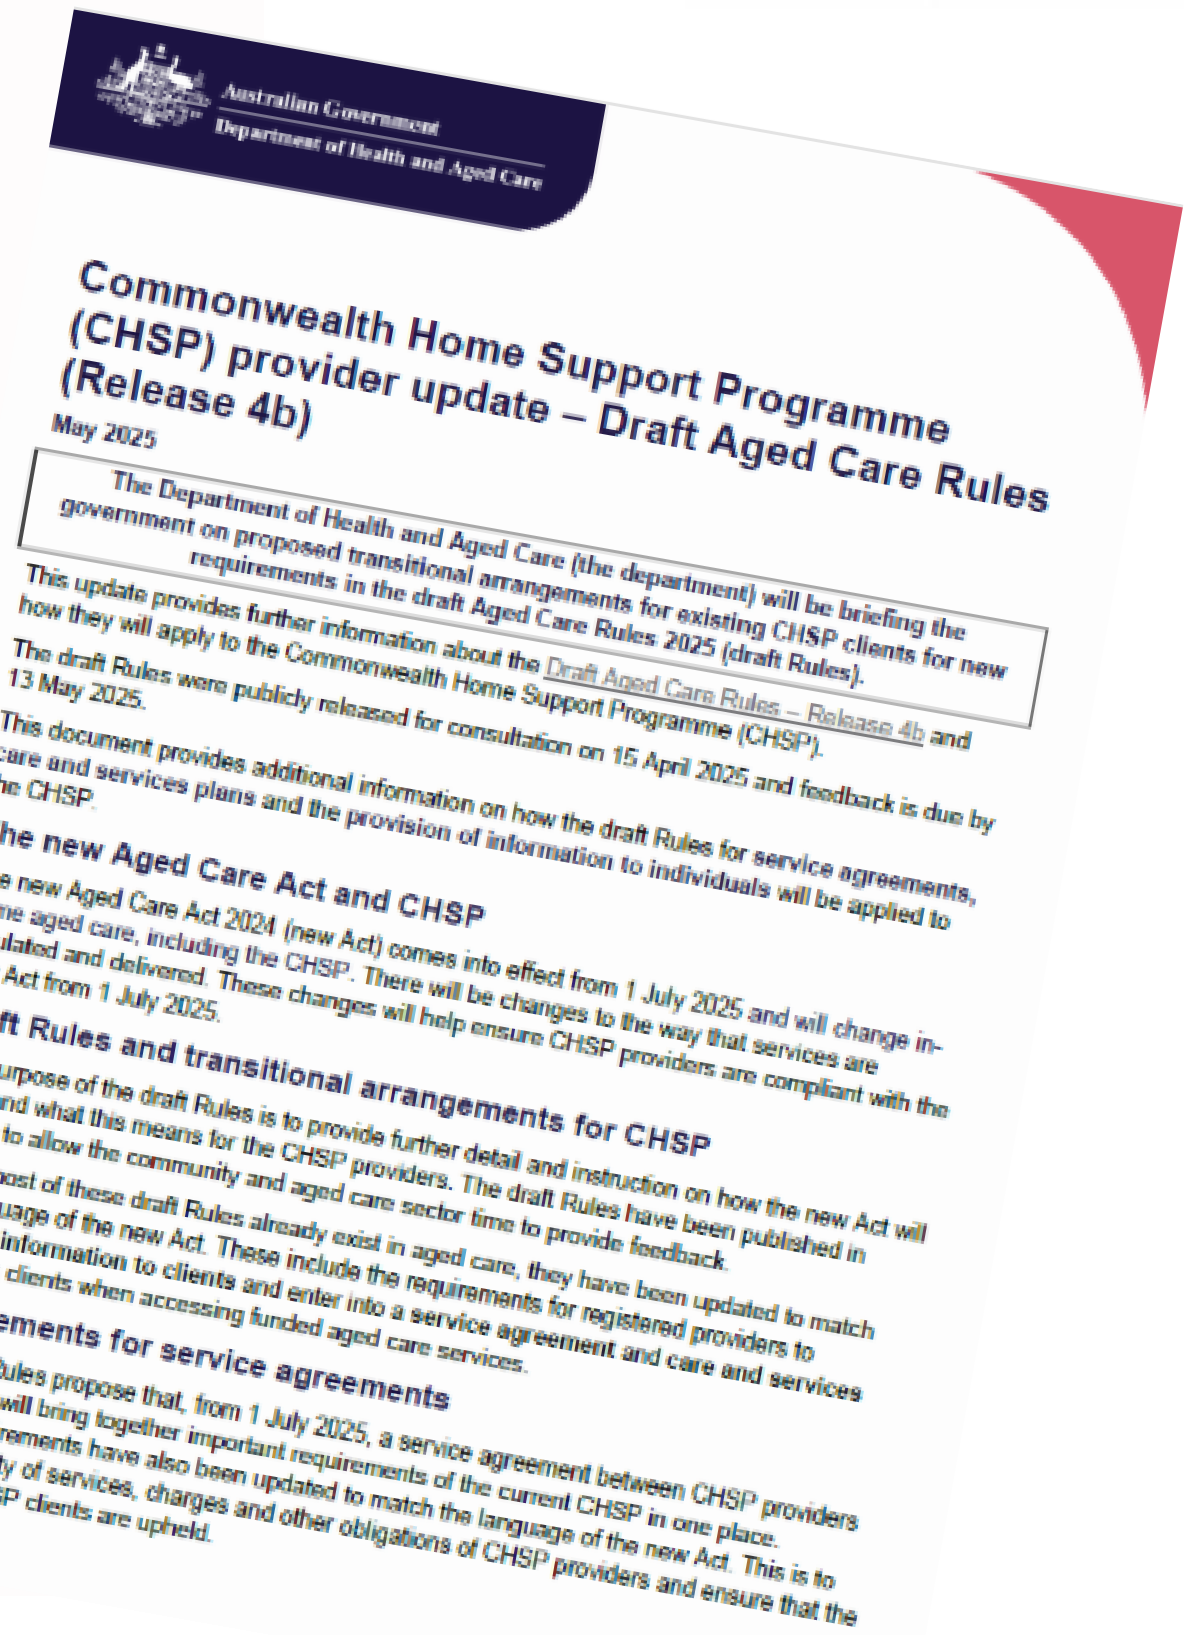 Australian Government
Department of Health and Aged Care
Commonwealth Home Support Programme
(CHSP) provider update – Draft Aged Care Rules
(Release 4b)
May 2025
The Department of Health and Aged Care (the department) will be briefing the
government on proposed transitional arrangements for existing CHSP clients for new
requirements in the draft Aged Care Rules 2025 (draft Rules).
This update provides further information about the Draft Aged Care Rules – Release 4b and
how they will apply to the Commonwealth Home Support Programme (CHSP).
The draft Rules were publicly released for consultation on 15 April 2025 and feedback is due by
13 May 2025.
This document provides additional information on how the draft Rules for service agreements,
care and services plans and the provision of information to individuals will be applied to
he CHSP.
he new Aged Care Act and CHSP
e new Aged Care Act 2024 (new Act) comes into effect from 1 July 2025 and will change in-
me aged care, including the CHSP. There will be changes to the way that services are
ulated and delivered. These changes will help ensure CHSP providers are compliant with the
Act from 1 July 2025.
ft Rules and transitional arrangements for CHSP
urpose of the draft Rules is to provide further detail and instruction on how the new Act will
nd what this means for the CHSP providers. The draft Rules have been published in
to allow the community and aged care sector time to provide feedback.
ost of these draft Rules already exist in aged care, they have been updated to match
uage of the new Act. These include the requirements for registered providers to
information to clients and enter into a service agreement and care and services
clients when accessing funded aged care services.
ements for service agreements
Rules propose that, from 1 July 2025, a service agreement between CHSP providers
will bring together important requirements of the current CHSP in one place.
rements have also been updated to match the language of the new Act. This is to
ty of services, charges and other obligations of CHSP providers and ensure that the
SP clients are upheld.